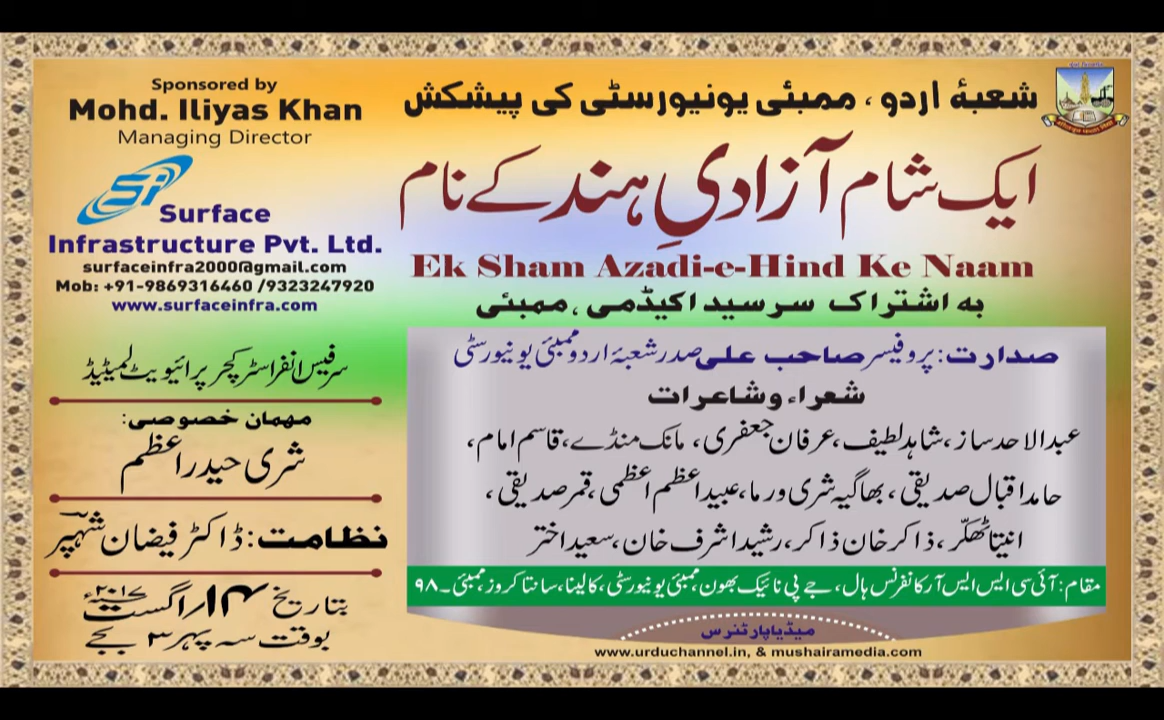 شعبۂ اردو ، ممبئی یونیورسٹی کی پیشکش
ایک شام آزادیِ ہند کے نام
Ek Sham Azadi-e-Hind Ke Naam
بہ اشتراک سرسید اکیڈمی ، ممبئی
صدارت: پروفیسر صاحب علی صدر شعبۂ اردو ممبئی یونیورسٹی
شعراء و شاعرات
عبدالاحد ساز، شاہد لطیف، عرفان جعفری، مانک منڈے، قاسم امام،
حامد اقبال صدیقی، بھاگیہ شری ورما، عبید اعظم اعظمی، قمر صدیقی،
انیتا ٹھکّر، ذاکر خان ذاکر، رشید اشرف خان، سعید اختر
مقام: آئی سی ایس ایس آر کانفرنس ہال، جے پی نائیک بھون، ممبئی یونیورسٹی، کالینا، سانتا کروز، ممبئی۔ ۹۸
میڈیا پارٹنرس
www.urduchannel.in, & mushairamedia.com
Sponsored by
Mohd. Iliyas Khan
Managing Director
Surface
Infrastructure Pvt. Ltd.
surfaceinfra2000@gmail.com
Mob: +91-9869316460 /9323247920
www.surfaceinfra.com
سرفیس انفراسٹرکچر پرائیویٹ لمیٹیڈ
مہمان خصوصی:
شری حیدر اعظم
نظامت: ڈاکٹر فیضان شہپر
بتاریخ ۱۴/اگست ۲۰۱۷ء
بوقت سہ پہر ۳ بجے